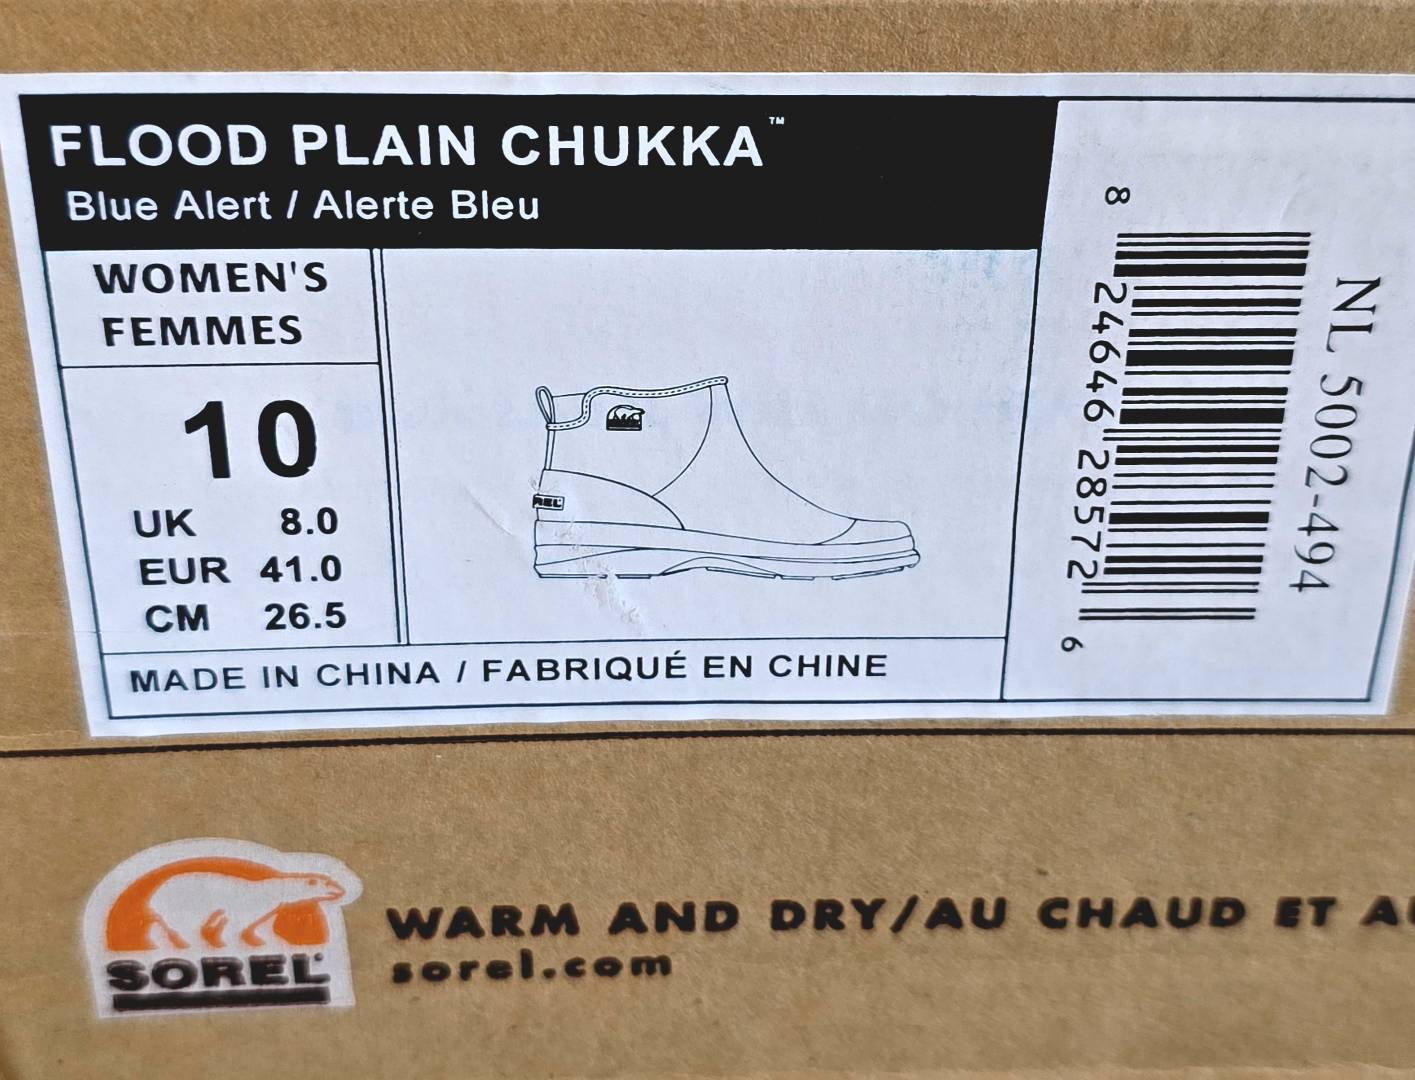 FLOOD PLAIN CHUKKA™
Blue Alert / Alerte Bleu
WOMEN'S
FEMMES
10
UK 8.0
EUR 41.0
CM 26.5
REL
MADE IN CHINA / FABRIQUÉ EN CHINE
8 24646 28572 6
NL 5002-494
SOREL
WARM AND DRY/AU CHAUD ET AU
sorel.com